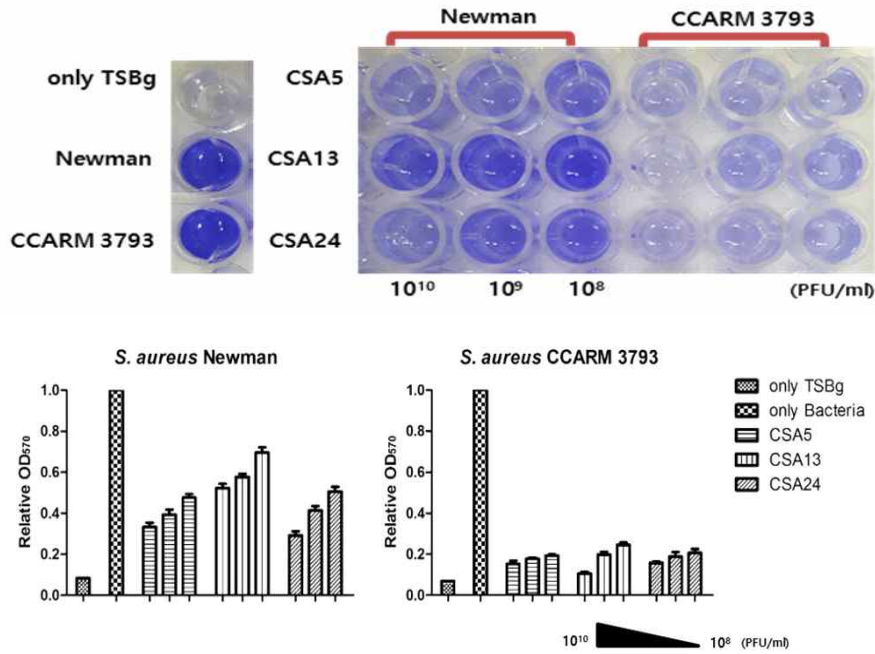 Newman CCARM 3793
only TSBg CSA5
Newman CSA13
CCARM 3793 CSA24
10¹⁰ 10⁹ 10⁸ (PFU/ml)
S. aureus Newman
Relative OD₅₇₀
1.0
0.8
0.6
0.4
0.2
0.0
S. aureus CCARM 3793
Relative OD₅₇₀
1.0
0.8
0.6
0.4
0.2
0.0
only TSBg
only Bacteria
CSA5
CSA13
CSA24
10¹⁰ 10⁸ (PFU/ml)